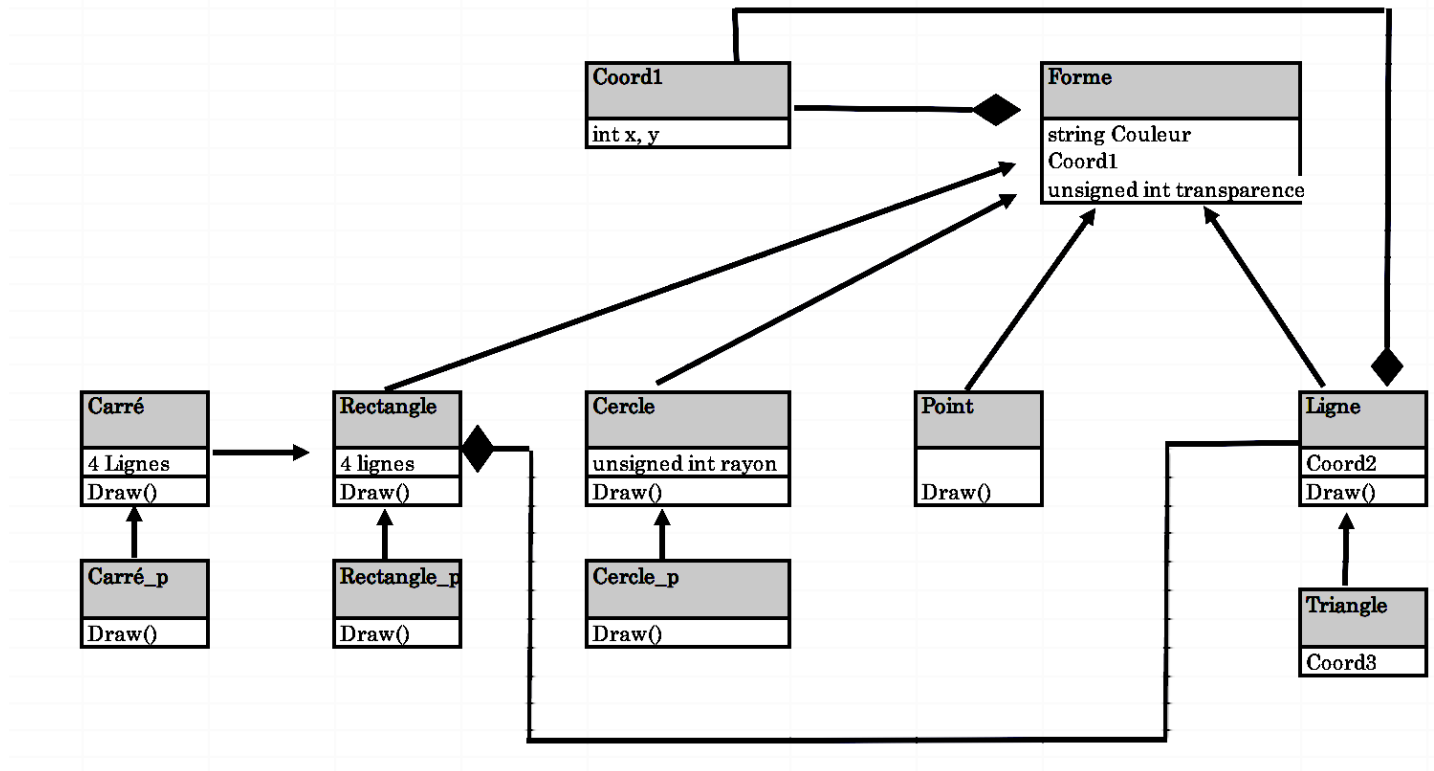 Coord1
int x, y
Forme
string Couleur
Coord1
unsigned int transparence
Carré
4 Lignes
Draw()
Rectangle
4 lignes
Draw()
Cercle
unsigned int rayon
Draw()
Point
Draw()
Ligne
Coord2
Draw()
Carré_p
Draw()
Rectangle_p
Draw()
Cercle_p
Draw()
Triangle
Coord3